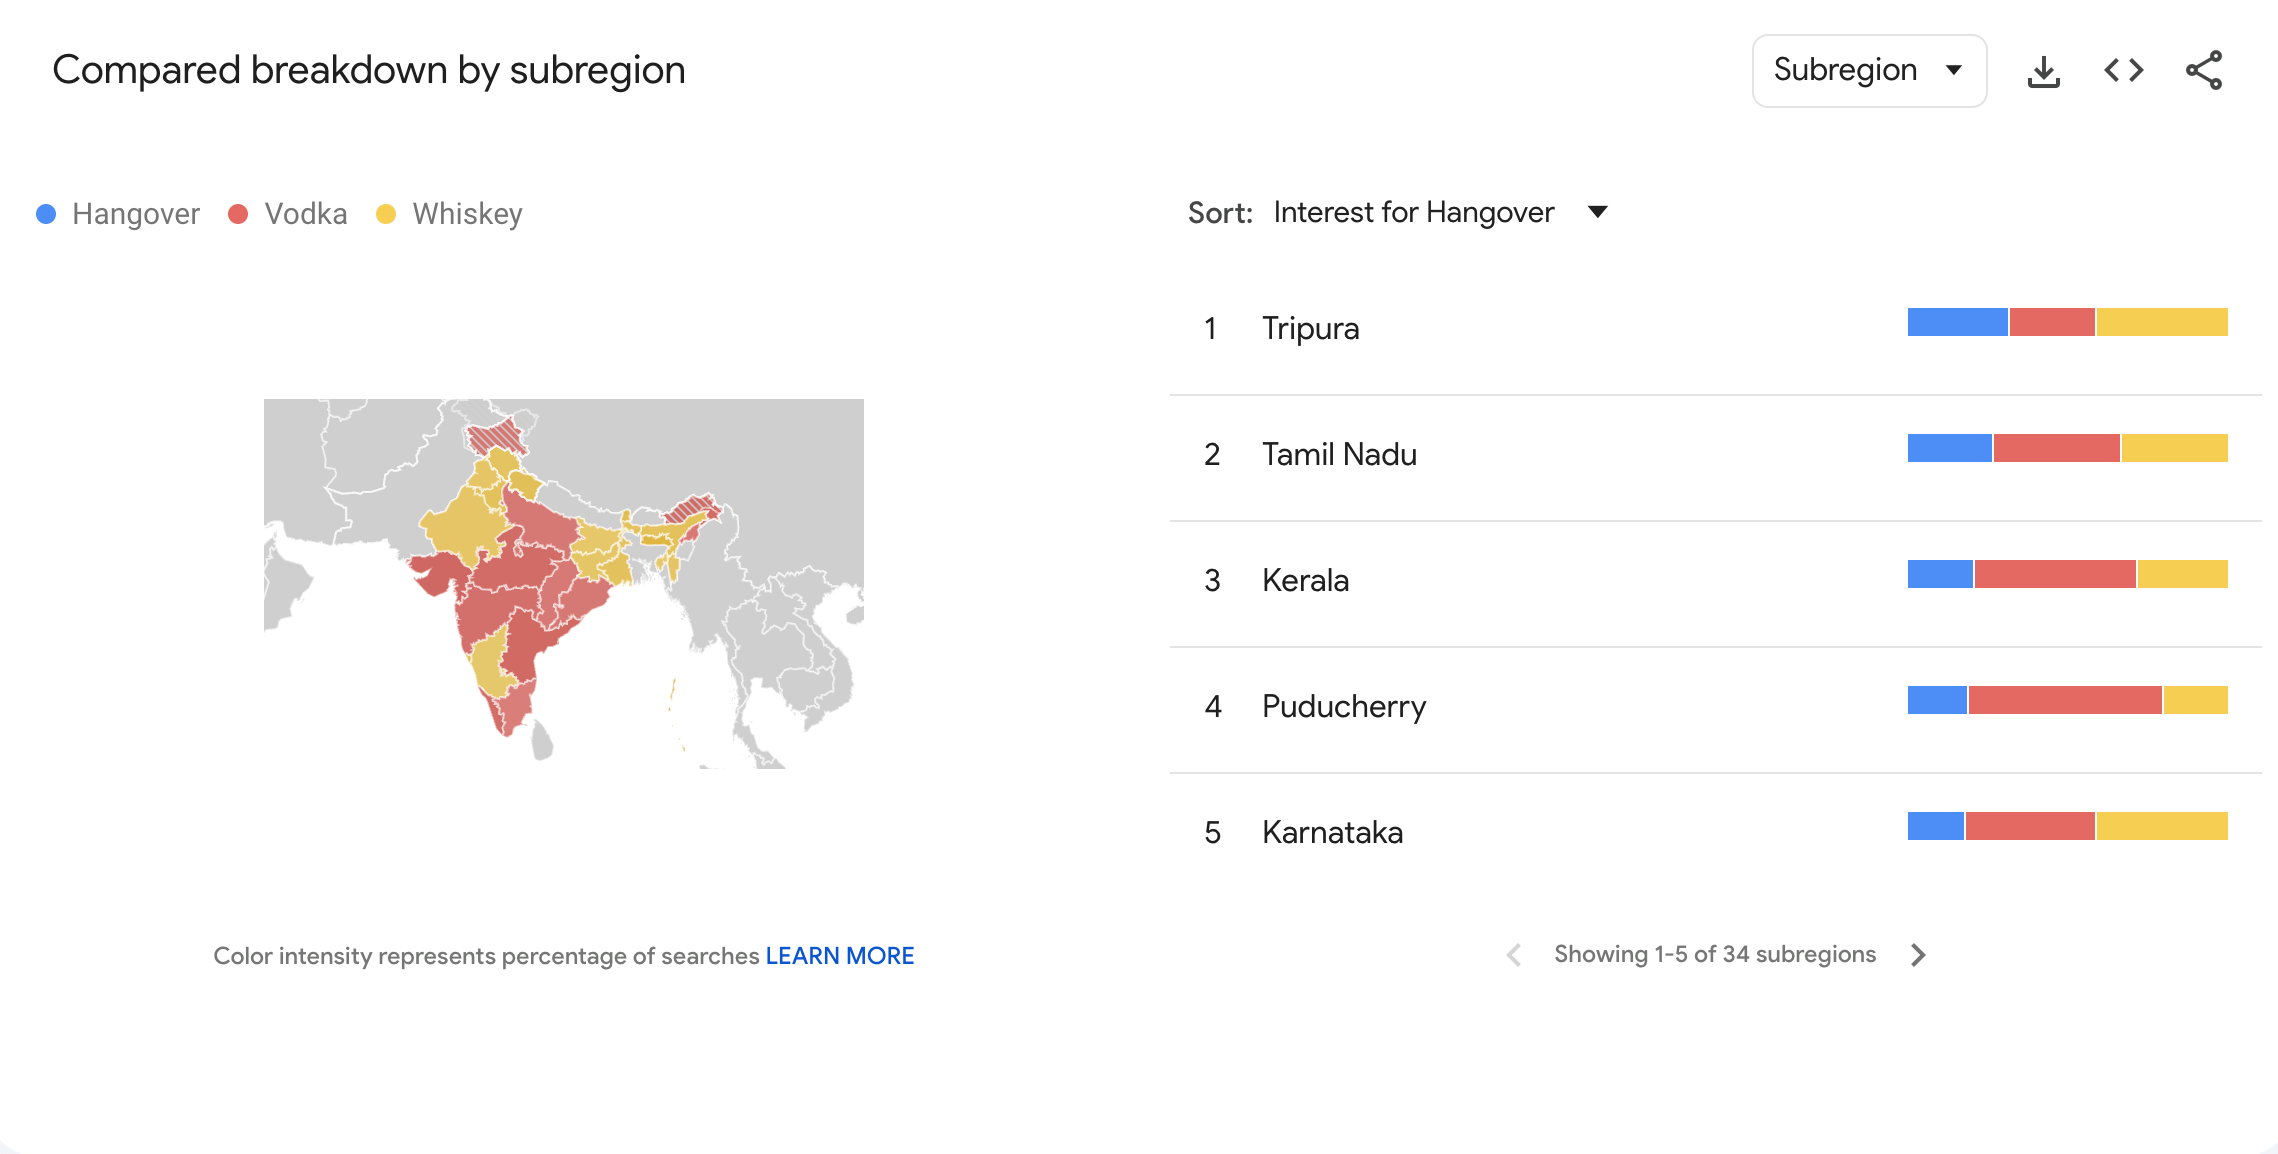 Compared breakdown by subregion
Subregion
Hangover Vodka Whiskey
Sort: Interest for Hangover
1 Tripura
2 Tamil Nadu
3 Kerala
4 Puducherry
5 Karnataka
Color intensity represents percentage of searches LEARN MORE
Showing 1-5 of 34 subregions